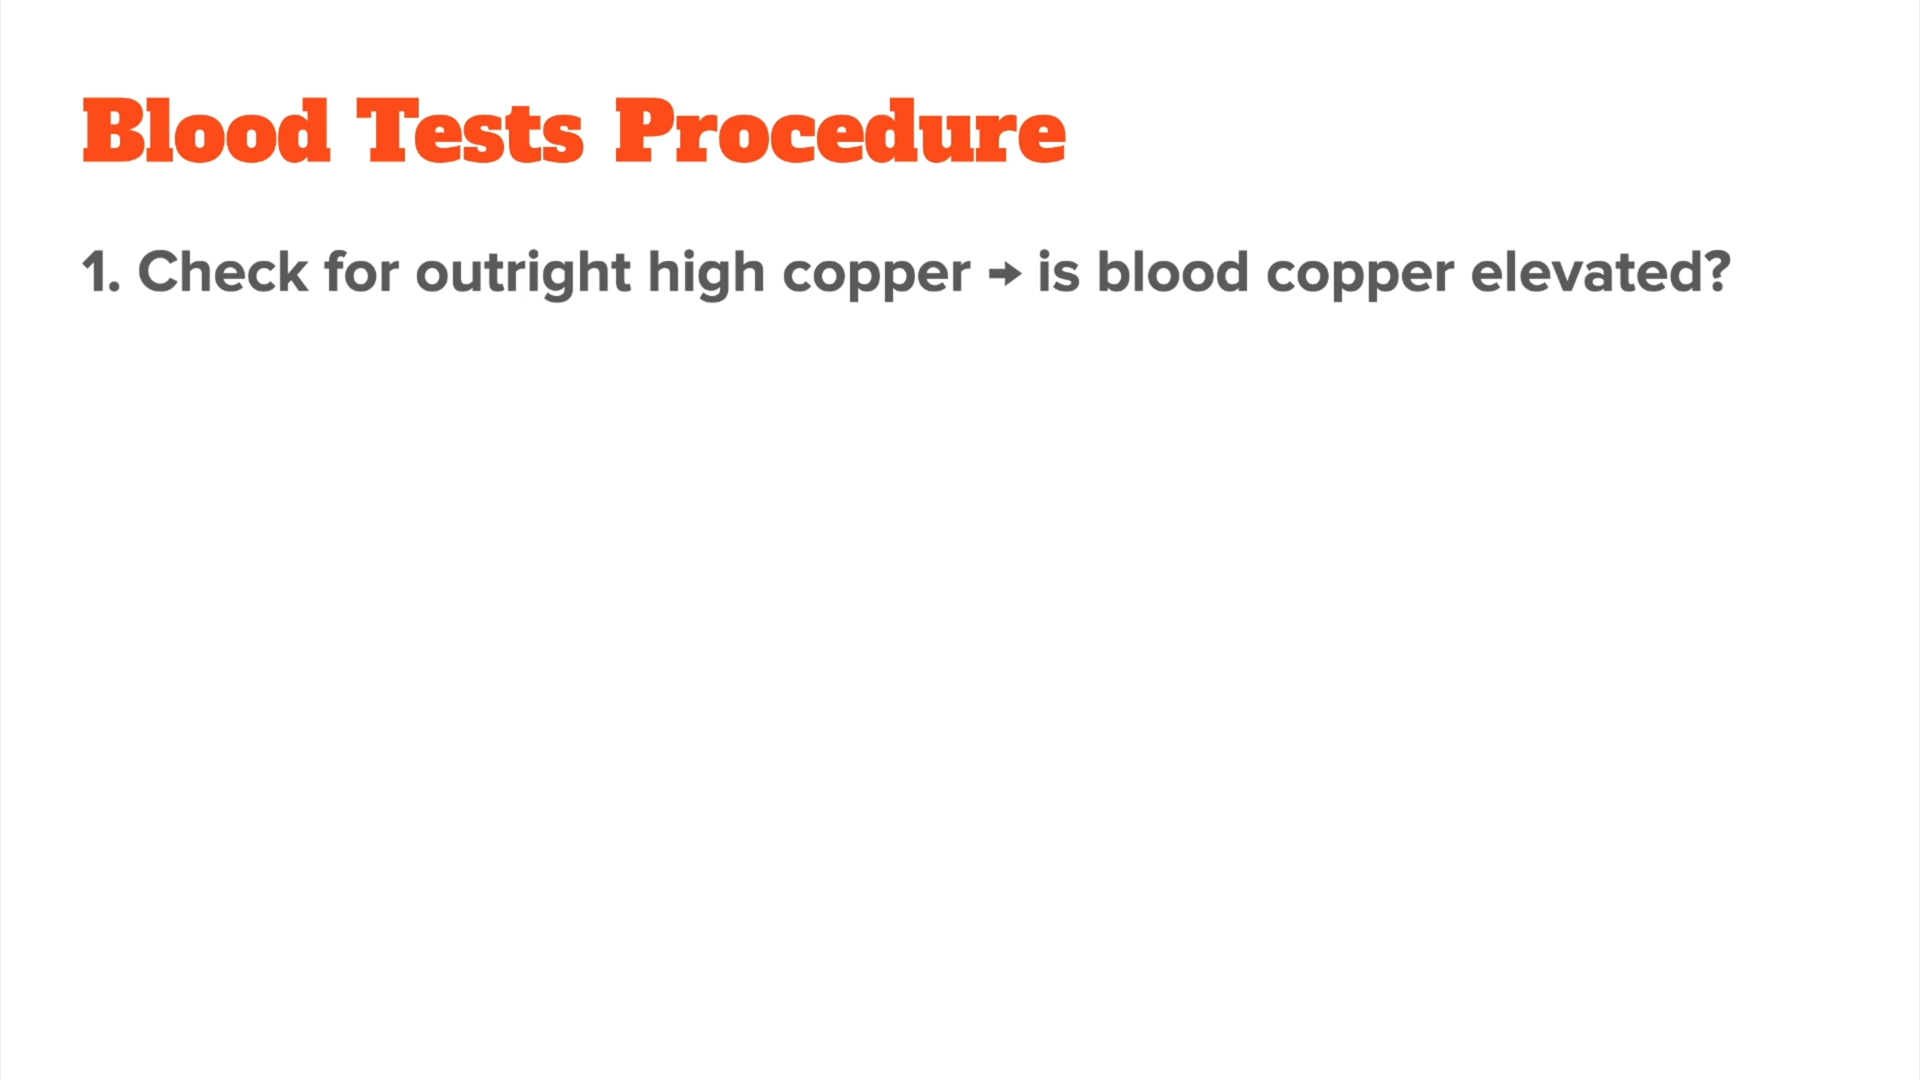 Blood Tests Procedure
1. Check for outright high copper → is blood copper elevated?